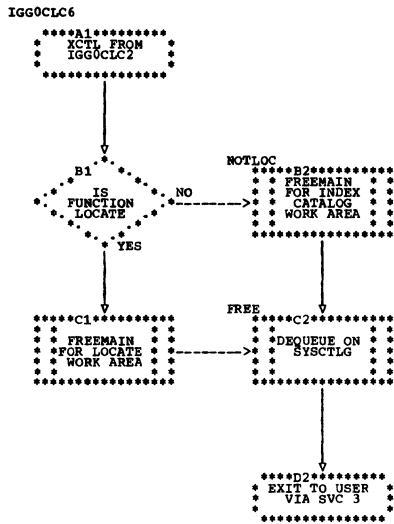 IGG0CLC6
A1
XCTL FROM
IGG0CLC2
B1
IS
FUNCTION
LOCATE
NO
YES
NOTLOC
B2
FREEMAIN
FOR INDEX
CATALOG
WORK AREA
C1
FREEMAIN
FOR LOCATE
WORK AREA
FREE
C2
DEQUEUE ON
SYSCTLG
D2
EXIT TO USER
VIA SVC 3